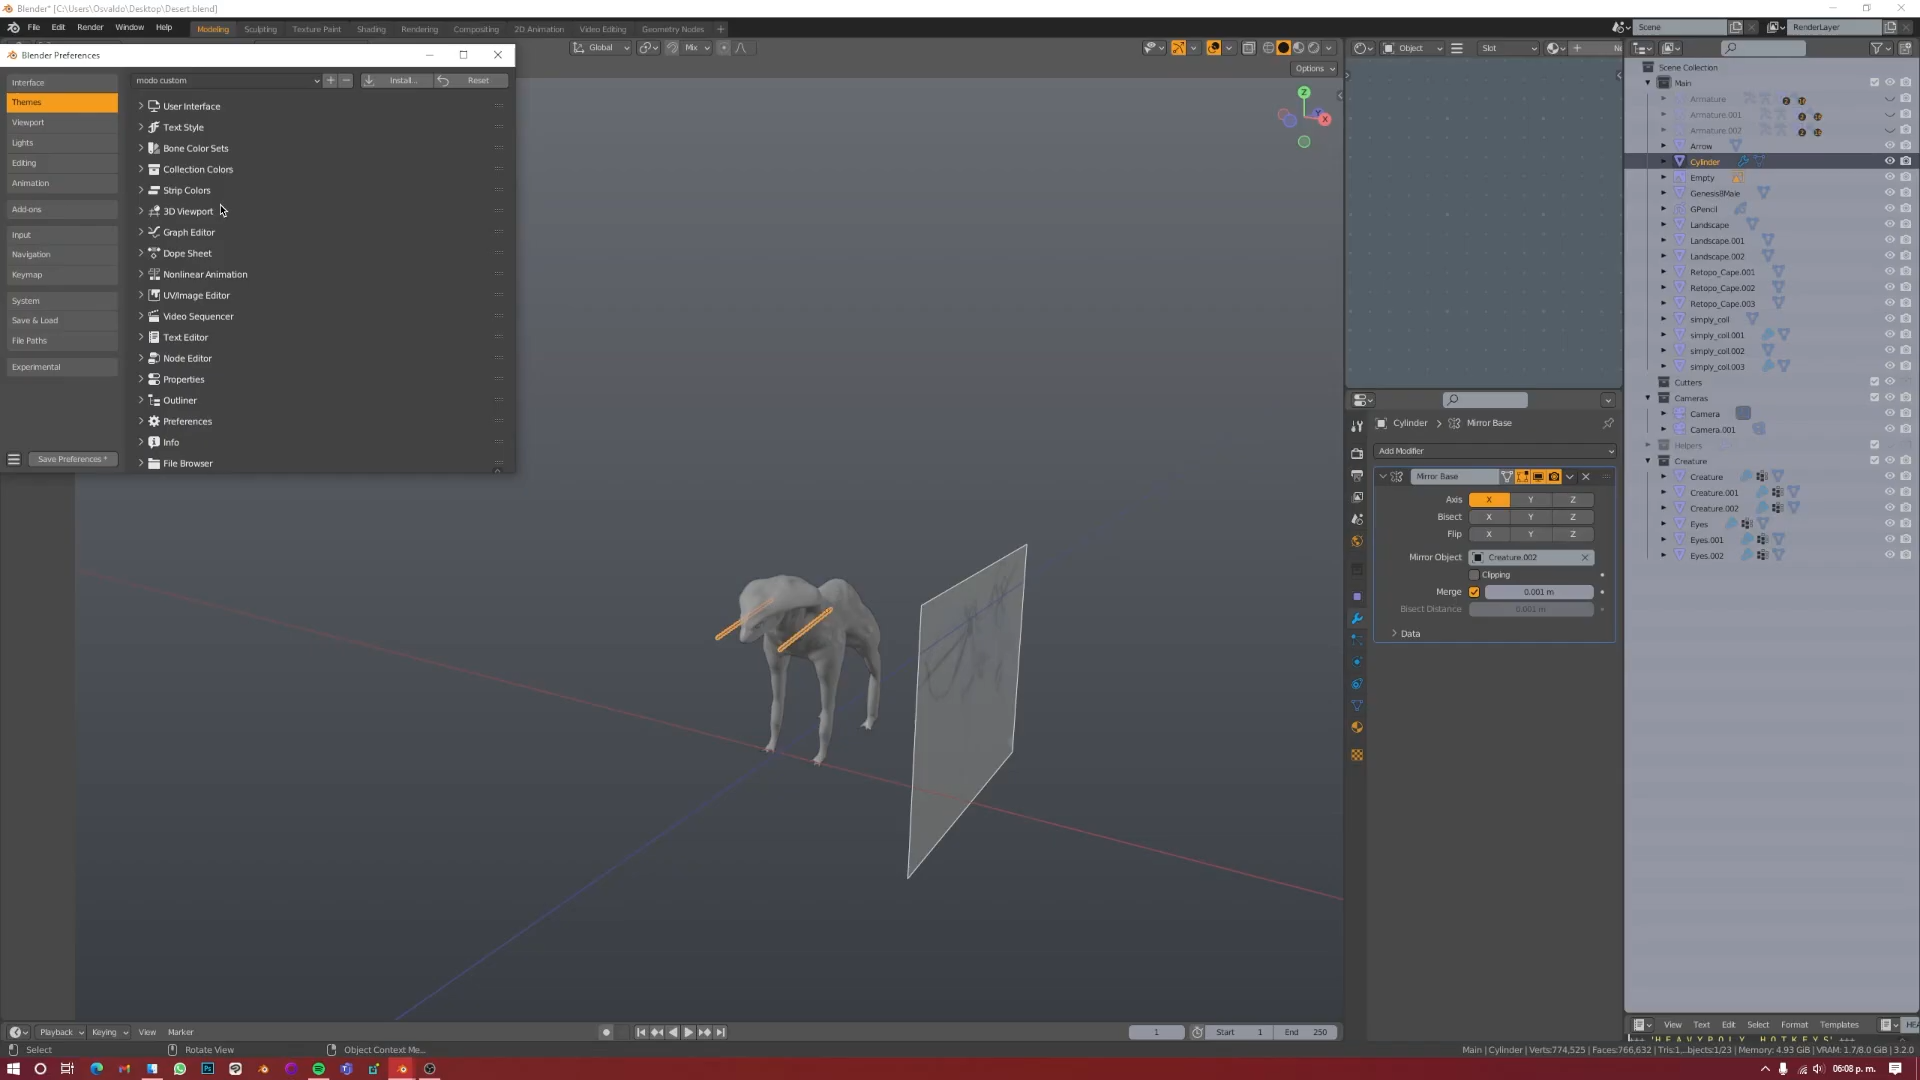 Blender* [C:\Users\Osvaldo\Desktop\Desert.blend]
File Edit Render Window Help Modeling Sculpting Texture Paint Shading Rendering Compositing 2D Animation Video Editing Geometry Nodes Scene RenderLayer
Global Mix Object Slot
Options
Blender Preferences
Interface
Themes
Viewport
Lights
Editing
Animation
Add-ons
Input
Navigation
Keymap
System
Save & Load
File Paths
Experimental
Save Preferences *
modo custom Install... Reset
User Interface
Text Style
Bone Color Sets
Collection Colors
Strip Colors
3D Viewport
Graph Editor
Dope Sheet
Nonlinear Animation
UV/Image Editor
Video Sequencer
Text Editor
Node Editor
Properties
Outliner
Preferences
Info
File Browser
Z
X
Scene Collection
Main
Armature
Armature.001
Armature.002
Arrow
Cylinder
Empty
Genesis8Male
GPencil
Landscape
Landscape.001
Landscape.002
Retopo_Cape.001
Retopo_Cape.002
Retopo_Cape.003
simply_coil
simply_coil.001
simply_coil.002
simply_coil.003
Cutters
Cameras
Camera
Camera.001
Helpers
Creature
Creature
Creature.001
Creature.002
Eyes
Eyes.001
Eyes.002
Cylinder > Mirror Base
Add Modifier
Mirror Base
Axis X Y Z
Bisect X Y Z
Flip X Y Z
Mirror Object Creature.002
Clipping
Merge 0.001 m
Bisect Distance 0.001 m
Data
Playback Keying View Marker 1 Start 1 End 250
View Text Edit Select Format Templates HEA
'HEAVYPOLY HOTKEYS'
Select Rotate View Object Context Me...
Main | Cylinder | Verts:774,525 | Faces:766,632 | Tris:1,..bjects:1/23 | Memory: 4.93 GiB | VRAM: 1.7/8.0 GiB | 3.2.0
06:08 p. m.